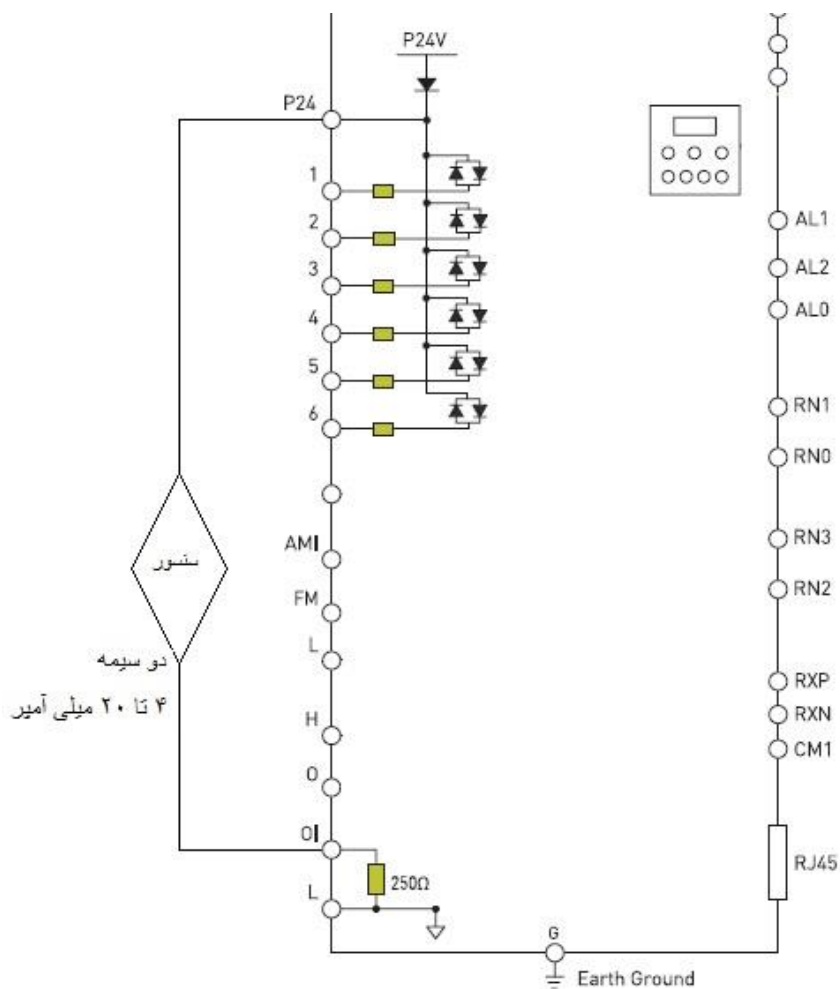 P24V
P24
1
2
3
4
5
6
AMI
FM
L
H
O
OI
L
250Ω
سنسور
دو سیمه
۴ تا ۲۰ میلی آمپر
AL1
AL2
AL0
RN1
RN0
RN3
RN2
RXP
RXN
CM1
RJ45
G
Earth Ground